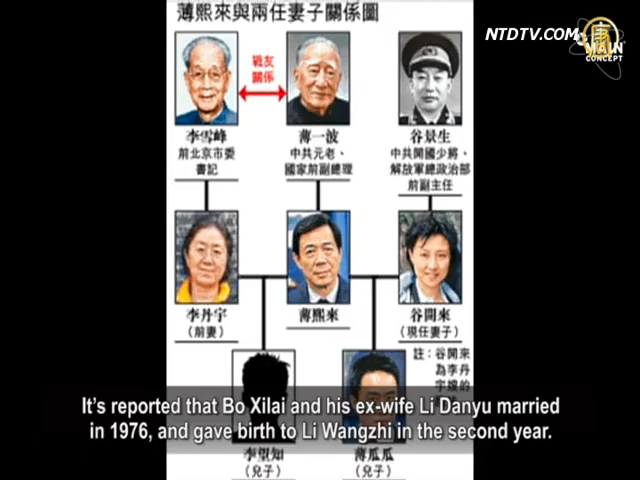 薄熙來與兩任妻子關係圖
NTDTV.COM
MAIN
CONCEPT
戰友
關係
李雪峰
前北京市委
書記
薄一波
中共元老、
國家前副總理
谷景生
中共開國少將、
解放軍總政治部
前副主任
李丹宇
(前妻)
薄熙來
谷開來
(現任妻子)
註：谷開來
為李丹
宇嫂的
It's reported that Bo Xilai and his ex-wife Li Danyu married
in 1976, and gave birth to Li Wangzhi in the second year.
李望知
(兒子)
薄瓜瓜
(兒子)